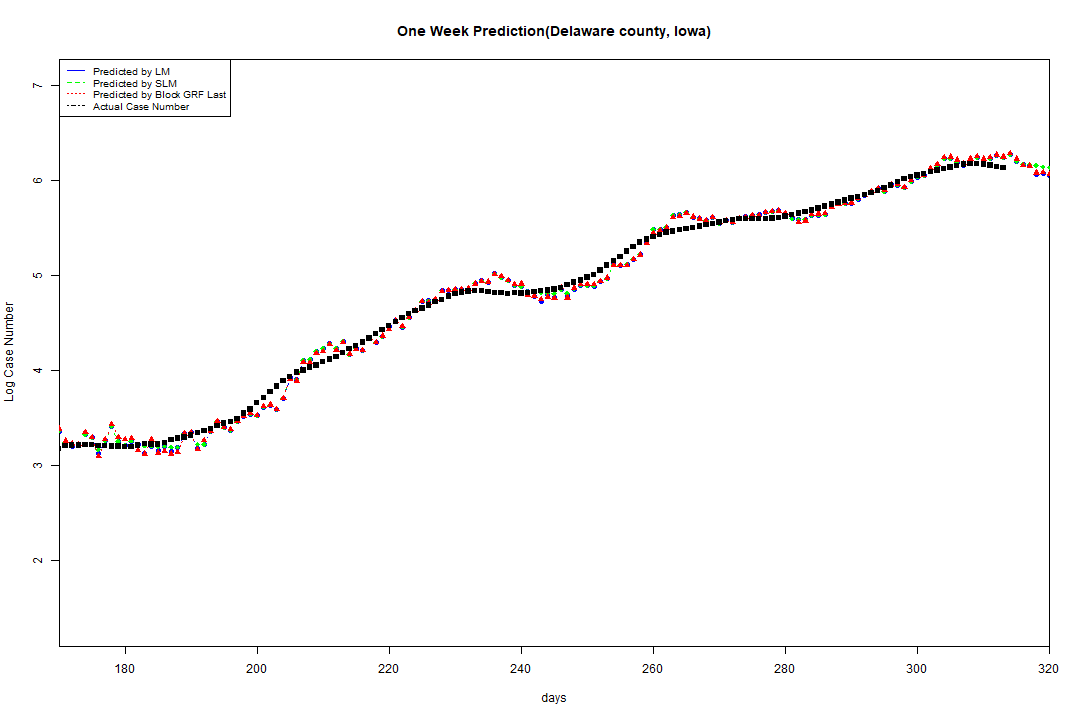 One Week Prediction(Delaware county, Iowa)
Predicted by LM
Predicted by SLM
Predicted by Block GRF Last
Actual Case Number
7
6
5
4
3
2
Log Case Number
180 200 220 240 260 280 300 320
days